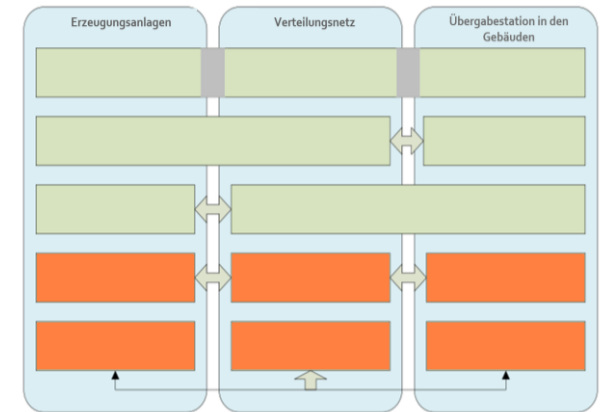 Erzeugungsanlagen
Verteilungsnetz
Übergabestation in den
Gebäuden